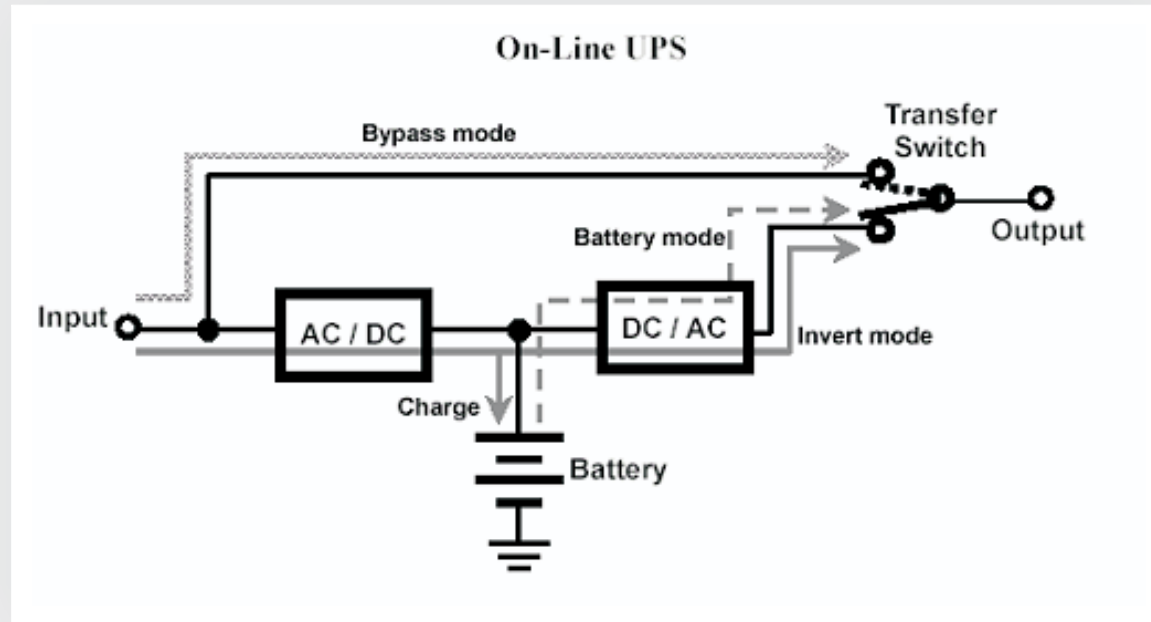 On-Line UPS
Bypass mode
Transfer
Switch
Battery mode
Output
Input
AC / DC
DC / AC
Invert mode
Charge
Battery